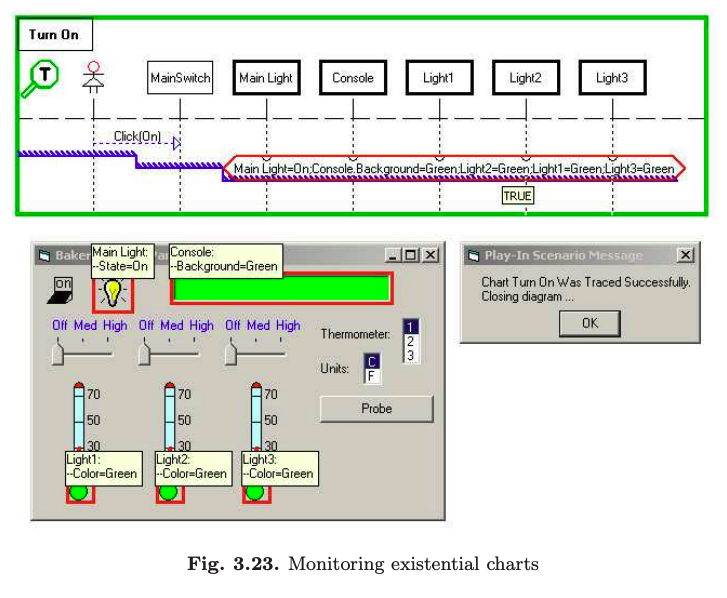 Turn On
T
MainSwitch
Main Light
Console
Light1
Light2
Light3
Click(On)
Main Light=On;Console.Background=Green;Light2=Green;Light1=Green;Light3=Green
TRUE
Main Light:
--State=On
Console:
--Background=Green
on
Off Med High
Off Med High
Off Med High
Thermometer:
1
2
3
Units:
C
F
Probe
70
50
30
70
50
30
70
50
30
Light1:
--Color=Green
Light2:
--Color=Green
Light3:
--Color=Green
Play-In Scenario Message
Chart Turn On Was Traced Successfully.
Closing diagram ...
OK
Fig. 3.23. Monitoring existential charts